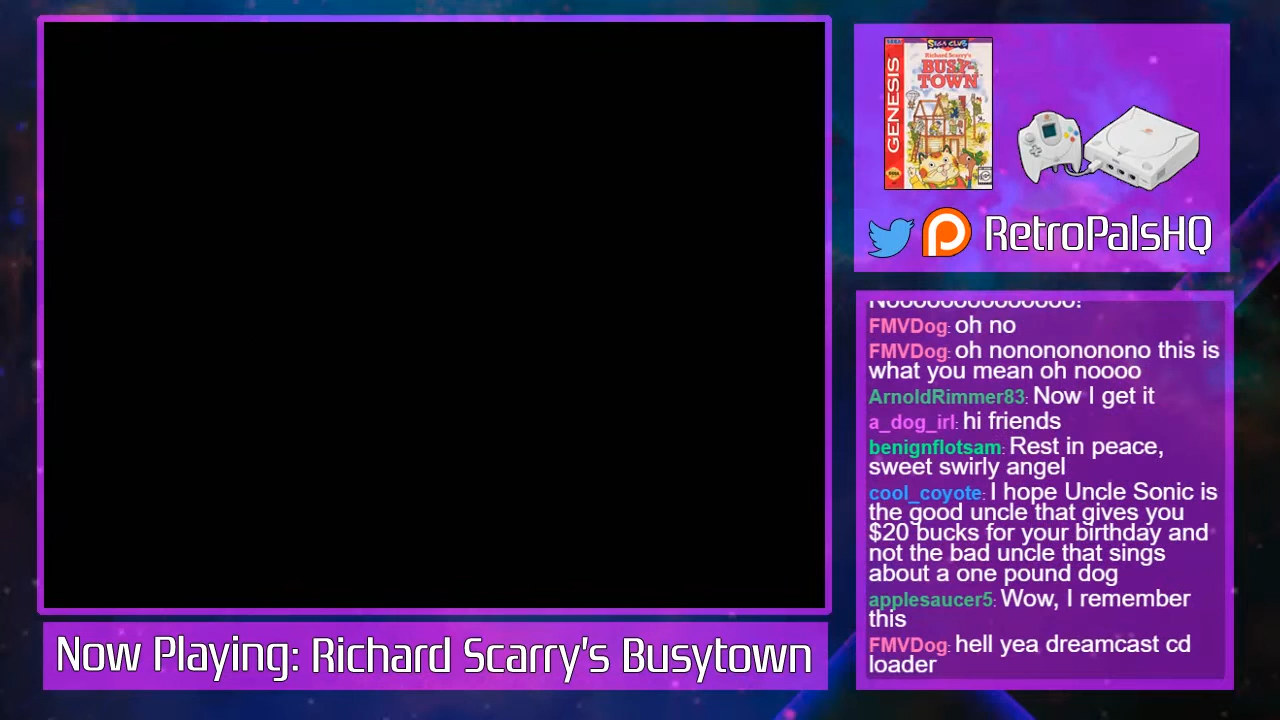 SEGA CLUB
Richard Scarry's
BUSY-
TOWN
GENESIS
RetroPalsHQ
Nooooooooooooooo!
FMVDog: oh no
FMVDog: oh nonononononono this is
what you mean oh noooo
ArnoldRimmer83: Now I get it
a_dog_irl: hi friends
benignflotsam: Rest in peace,
sweet swirly angel
cool_coyote: I hope Uncle Sonic is
the good uncle that gives you
$20 bucks for your birthday and
not the bad uncle that sings
about a one pound dog
applesaucer5: Wow, I remember
this
FMVDog: hell yea dreamcast cd
loader
Now Playing: Richard Scarry's Busytown